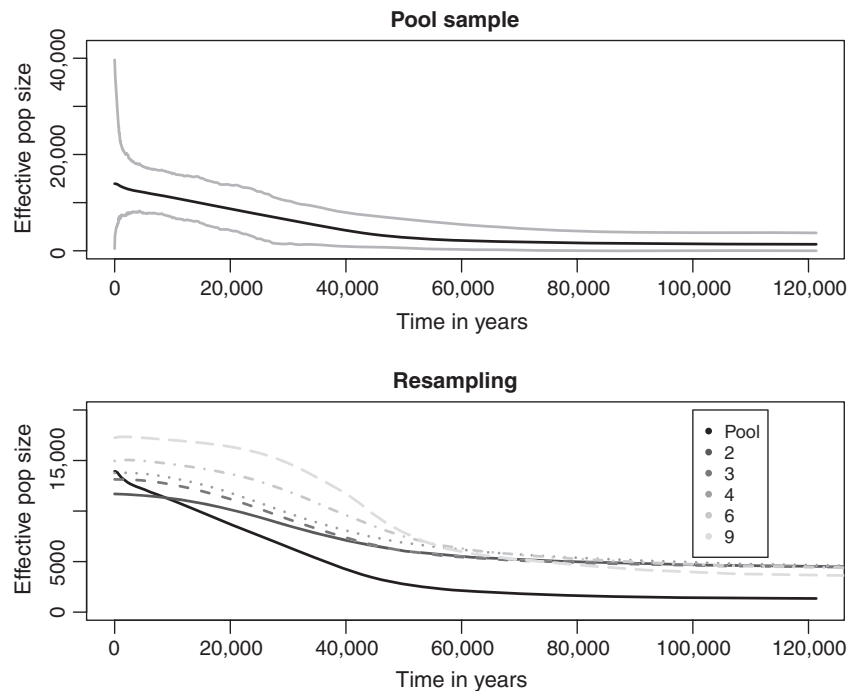 Pool sample
Effective pop size
40,000
20,000
0
0 20,000 40,000 60,000 80,000 100,000 120,000
Time in years
Resampling
Effective pop size
15,000
5000
0
Pool
2
3
4
6
9
0 20,000 40,000 60,000 80,000 100,000 120,000
Time in years